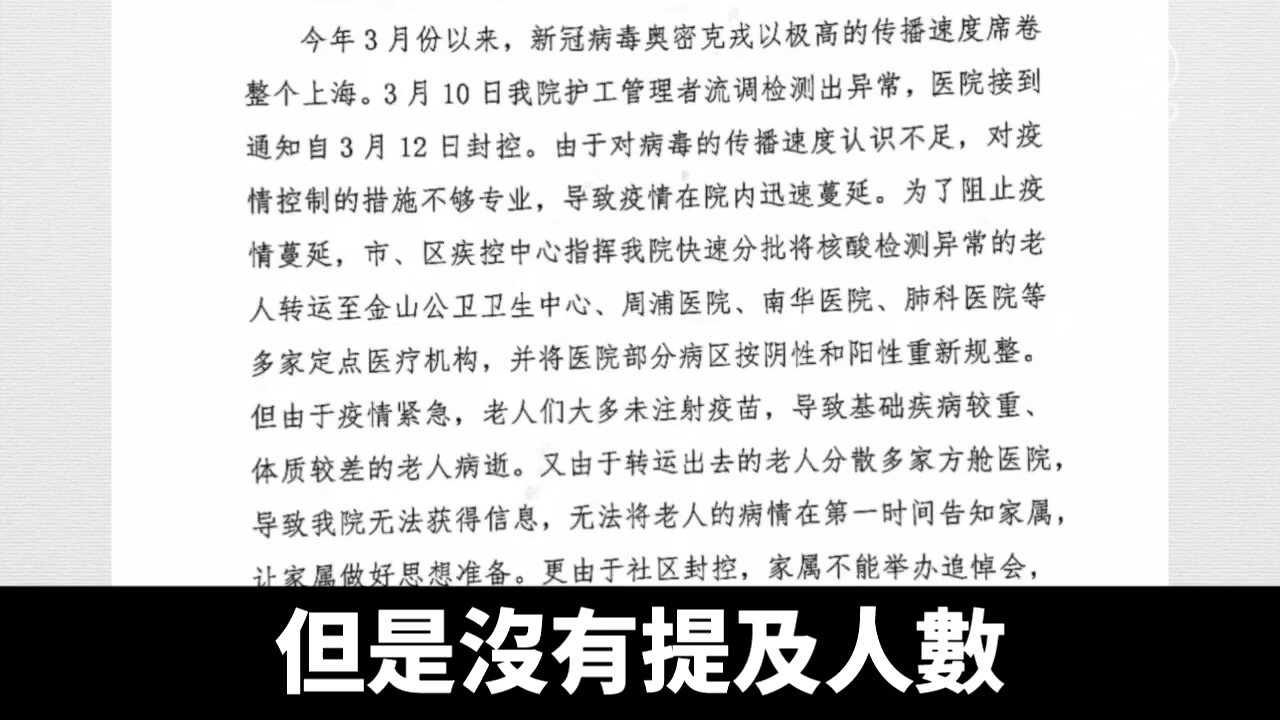 今年3月份以来，新冠病毒奥密克戎以极高的传播速度席卷
整个上海。3月10日我院护工管理者流调检测出异常，医院接到
通知自3月12日封控。由于对病毒的传播速度认识不足，对疫
情控制的措施不够专业，导致疫情在院内迅速蔓延。为了阻止疫
情蔓延，市、区疾控中心指挥我院快速分批将核酸检测异常的老
人转运至金山公卫卫生中心、周浦医院、南华医院、肺科医院等
多家定点医疗机构，并将医院部分病区按阴性和阳性重新规整。
但由于疫情紧急，老人们大多未注射疫苗，导致基础疾病较重、
体质较差的老人病逝。又由于转运出去的老人分散多家方舱医院，
导致我院无法获得信息，无法将老人的病情在第一时间告知家属，
让家属做好思想准备。更由于社区封控，家属不能举办追悼会，
但是沒有提及人數